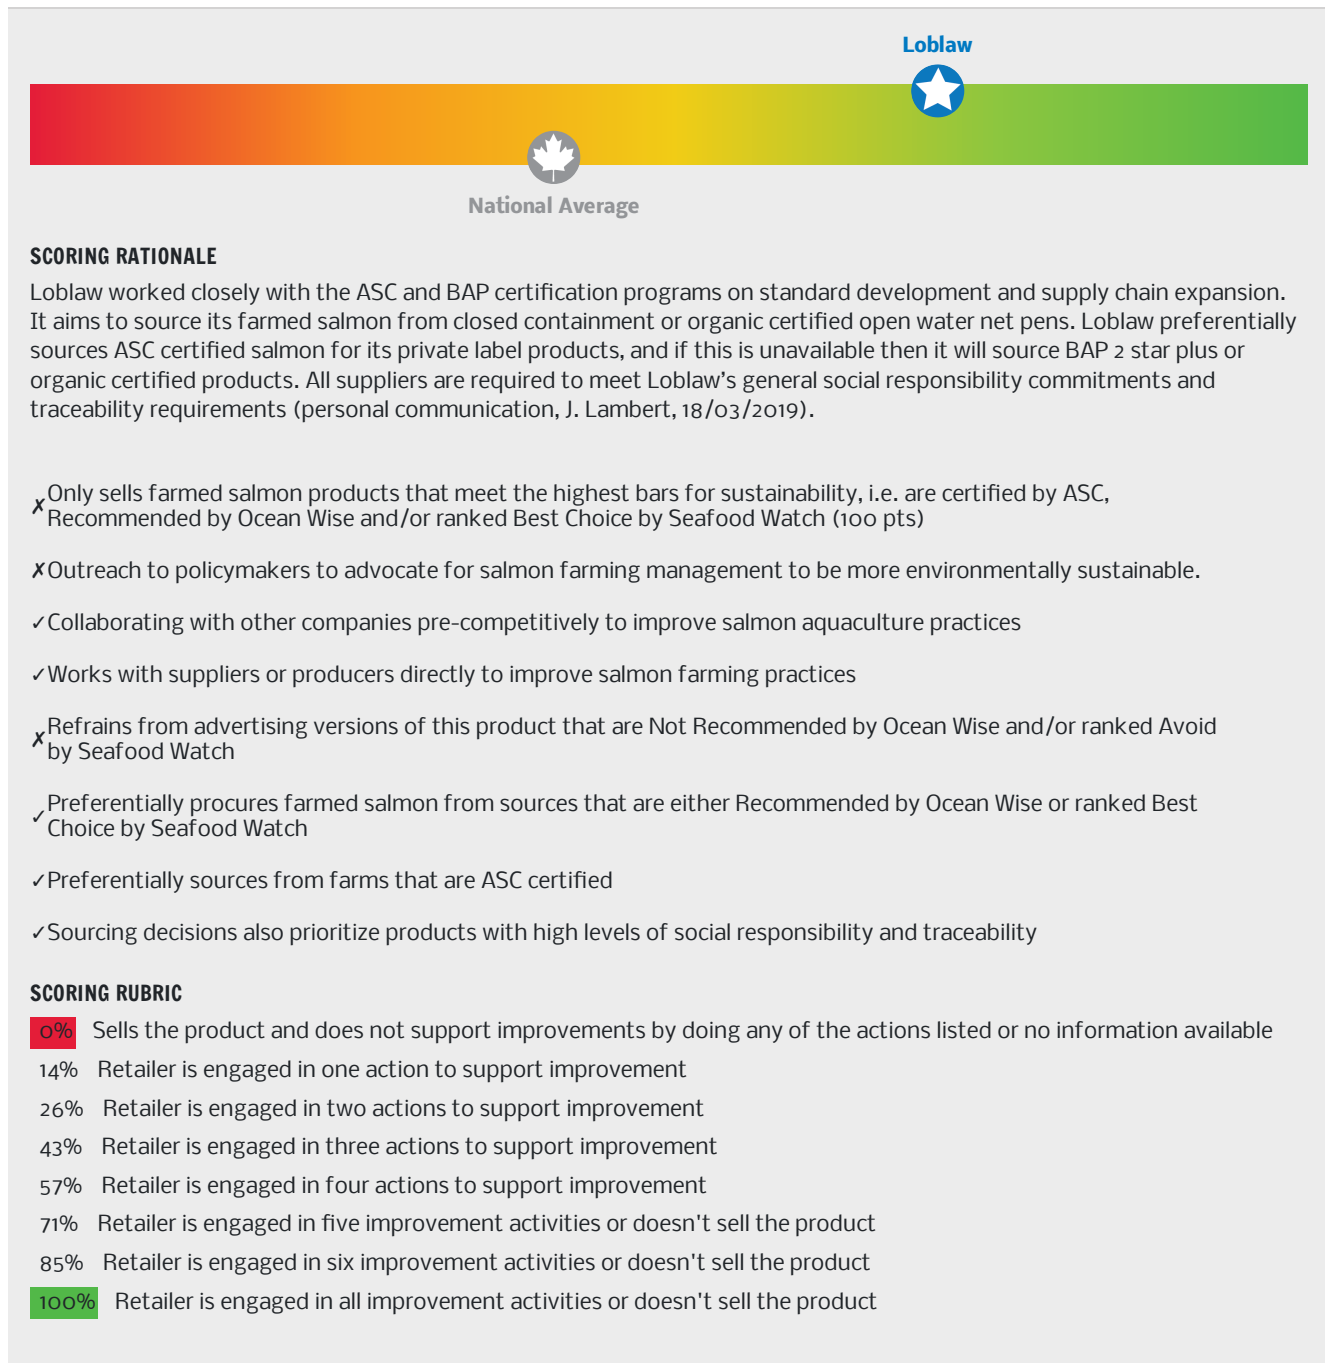 Loblaw
National Average
SCORING RATIONALE
Loblaw worked closely with the ASC and BAP certification programs on standard development and supply chain expansion.
It aims to source its farmed salmon from closed containment or organic certified open water net pens. Loblaw preferentially
sources ASC certified salmon for its private label products, and if this is unavailable then it will source BAP 2 star plus or
organic certified products. All suppliers are required to meet Loblaw’s general social responsibility commitments and
traceability requirements (personal communication, J. Lambert, 18/03/2019).
✗Only sells farmed salmon products that meet the highest bars for sustainability, i.e. are certified by ASC,
Recommended by Ocean Wise and/or ranked Best Choice by Seafood Watch (100 pts)
✗Outreach to policymakers to advocate for salmon farming management to be more environmentally sustainable.
✓Collaborating with other companies pre-competitively to improve salmon aquaculture practices
✓Works with suppliers or producers directly to improve salmon farming practices
✗Refrains from advertising versions of this product that are Not Recommended by Ocean Wise and/or ranked Avoid
by Seafood Watch
✓Preferentially procures farmed salmon from sources that are either Recommended by Ocean Wise or ranked Best
Choice by Seafood Watch
✓Preferentially sources from farms that are ASC certified
✓Sourcing decisions also prioritize products with high levels of social responsibility and traceability
SCORING RUBRIC
0% Sells the product and does not support improvements by doing any of the actions listed or no information available
14% Retailer is engaged in one action to support improvement
26% Retailer is engaged in two actions to support improvement
43% Retailer is engaged in three actions to support improvement
57% Retailer is engaged in four actions to support improvement
71% Retailer is engaged in five improvement activities or doesn't sell the product
85% Retailer is engaged in six improvement activities or doesn't sell the product
100% Retailer is engaged in all improvement activities or doesn't sell the product